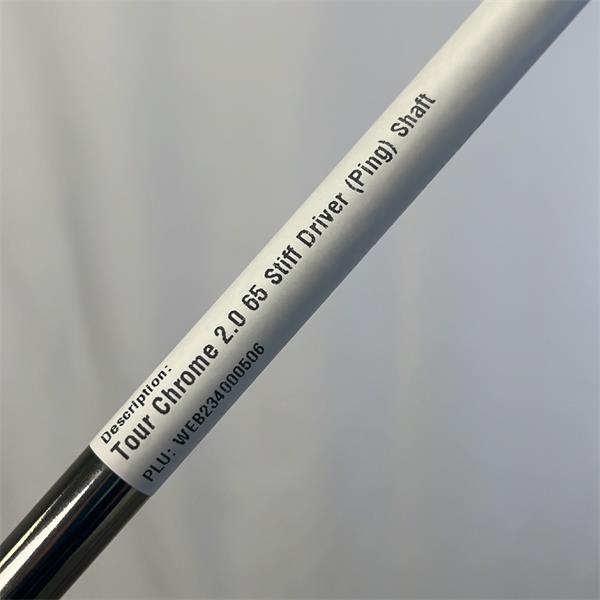 Description:
Tour Chrome 2.0 65 Stiff Driver (Ping) Shaft
PLU: WEB234000506